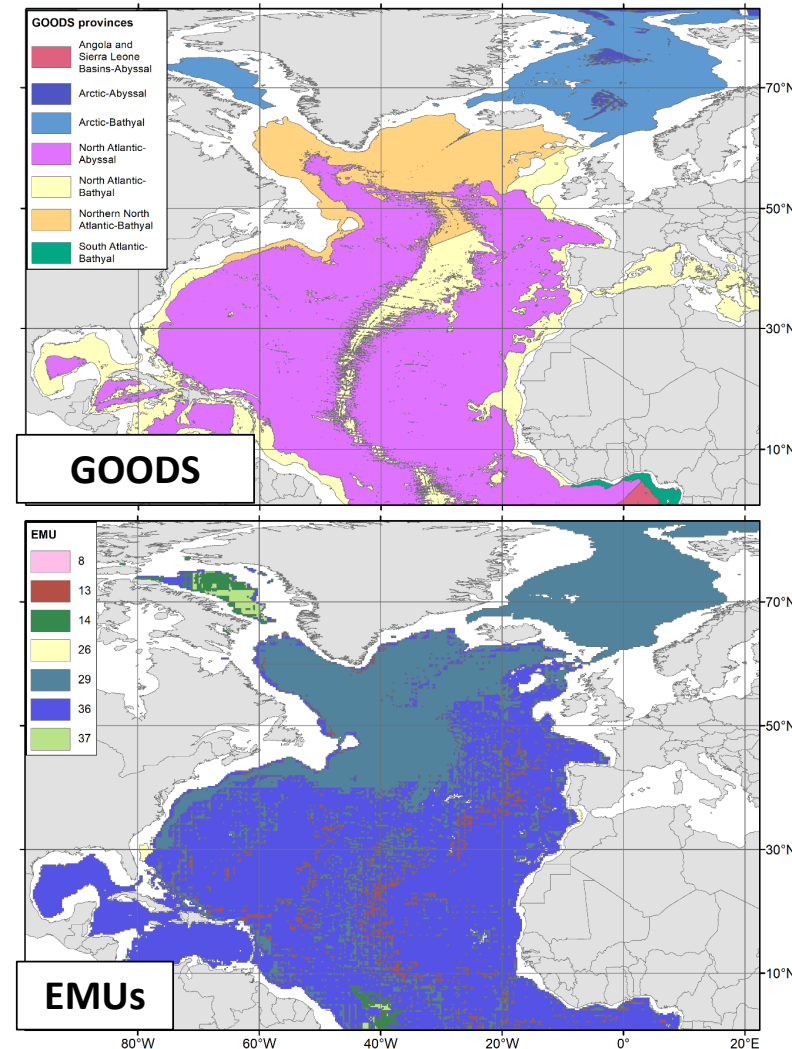 GOODS provinces
Angola and
Sierra Leone
Basins-Abyssal
Arctic-Abyssal
Arctic-Bathyal
North Atlantic-
Abyssal
North Atlantic-
Bathyal
Northern North
Atlantic-Bathyal
South Atlantic-
Bathyal
70°N
50°N
30°N
10°N
GOODS
EMU
8
13
14
26
29
36
37
70°N
50°N
30°N
10°N
EMUs
80°W
60°W
40°W
20°W
0°
20°E